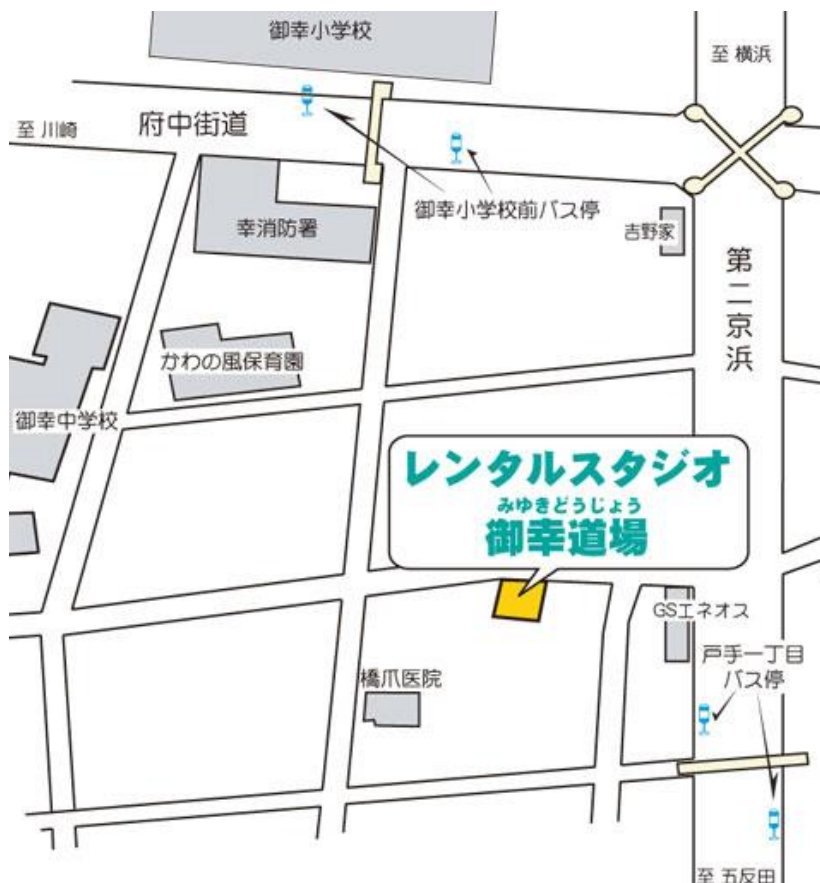 御幸小学校
至 横浜
至 川崎
府中街道
御幸小学校前バス停
幸消防署
吉野家
第二京浜
かわの風保育園
御幸中学校
レンタルスタジオ
みゆきどうじょう
御幸道場
GSエネオス
戸手一丁目
バス停
橋爪医院
至 五反田